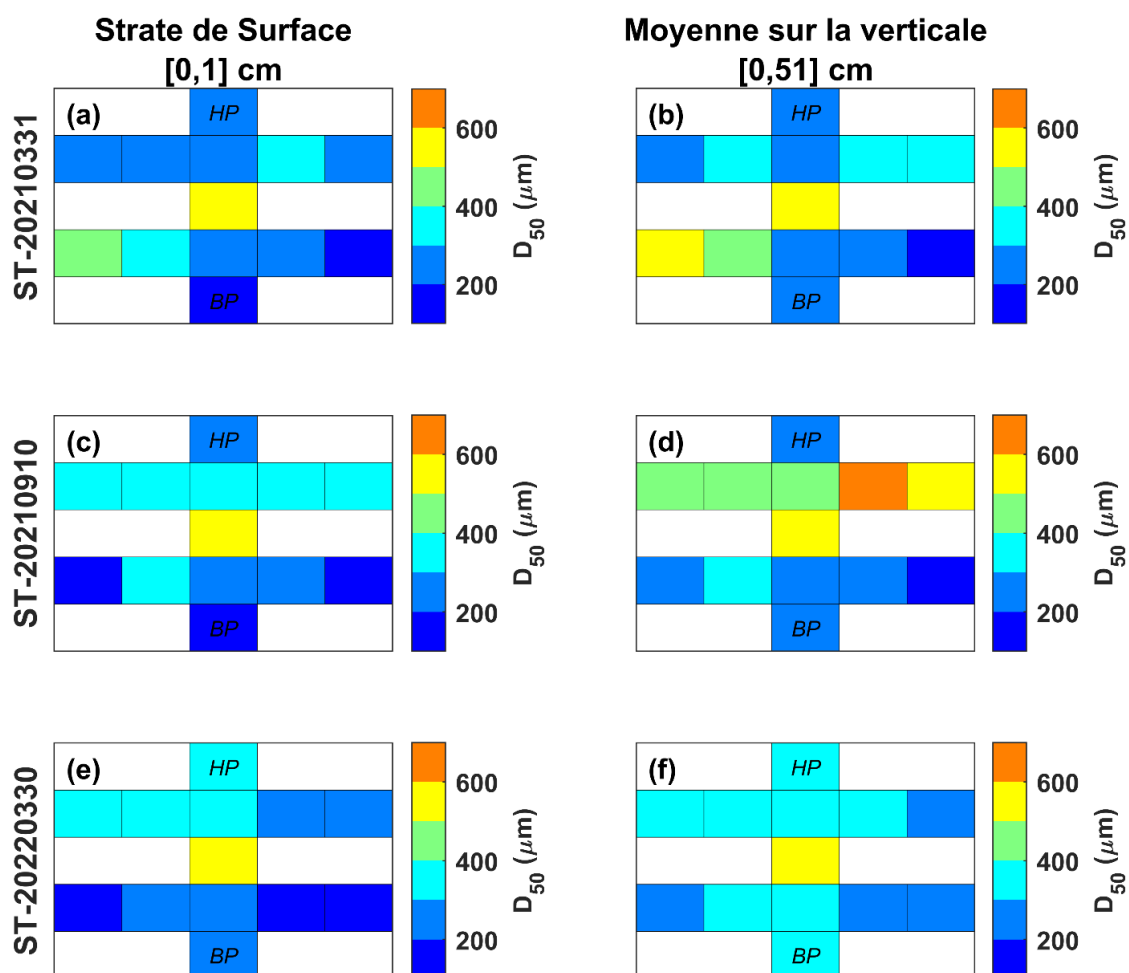 Strate de Surface
[0,1] cm
Moyenne sur la verticale
[0,51] cm
ST-20210331
(a)
HP
BP
600
400
200
D50 (μm)
(b)
HP
BP
600
400
200
D50 (μm)
ST-20210910
(c)
HP
BP
600
400
200
D50 (μm)
(d)
HP
BP
600
400
200
D50 (μm)
ST-20220330
(e)
HP
BP
600
400
200
D50 (μm)
(f)
HP
BP
600
400
200
D50 (μm)